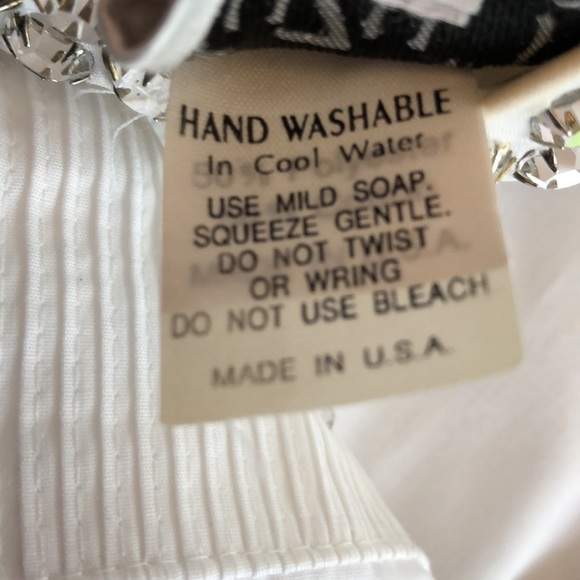 HAND WASHABLE
In Cool Water
USE MILD SOAP.
SQUEEZE GENTLE.
DO NOT TWIST
OR WRING
DO NOT USE BLEACH
MADE IN U.S.A.